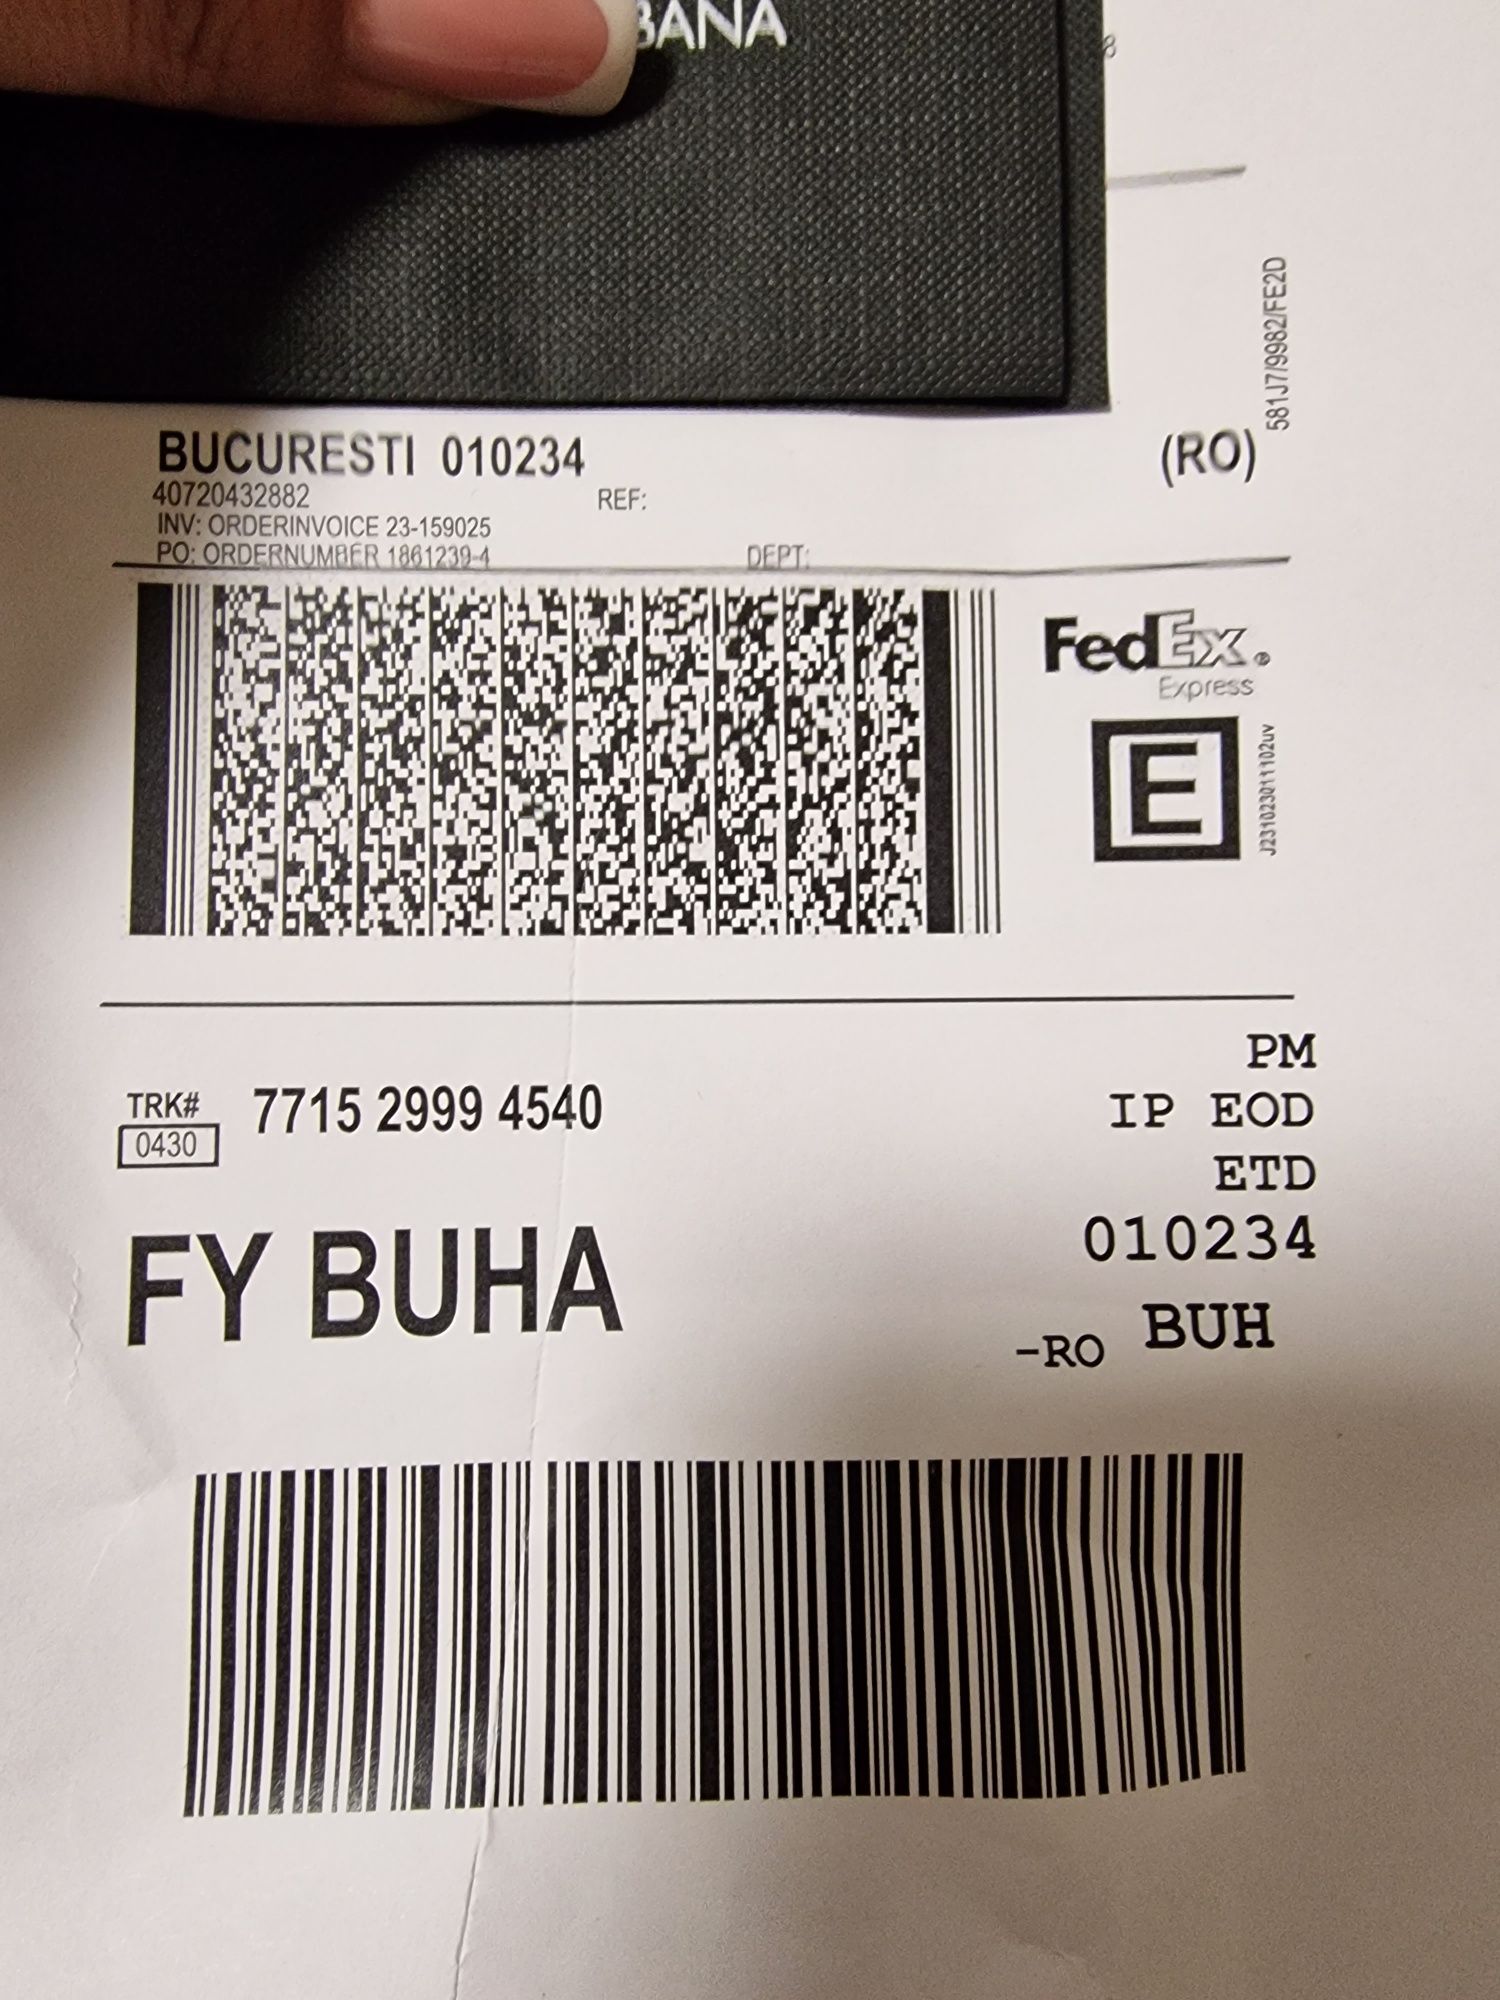 BANA
8
581J7/9982/FE2D
BUCURESTI 010234 (RO)
40720432882 REF:
INV: ORDERINVOICE 23-159025
PO: ORDERNUMBER 1861239-4 DEPT:
FedEx®
Express
E
J231023011102uv
TRK# 7715 2999 4540
0430
PM
IP EOD
ETD
010234
FY BUHA
-RO BUH